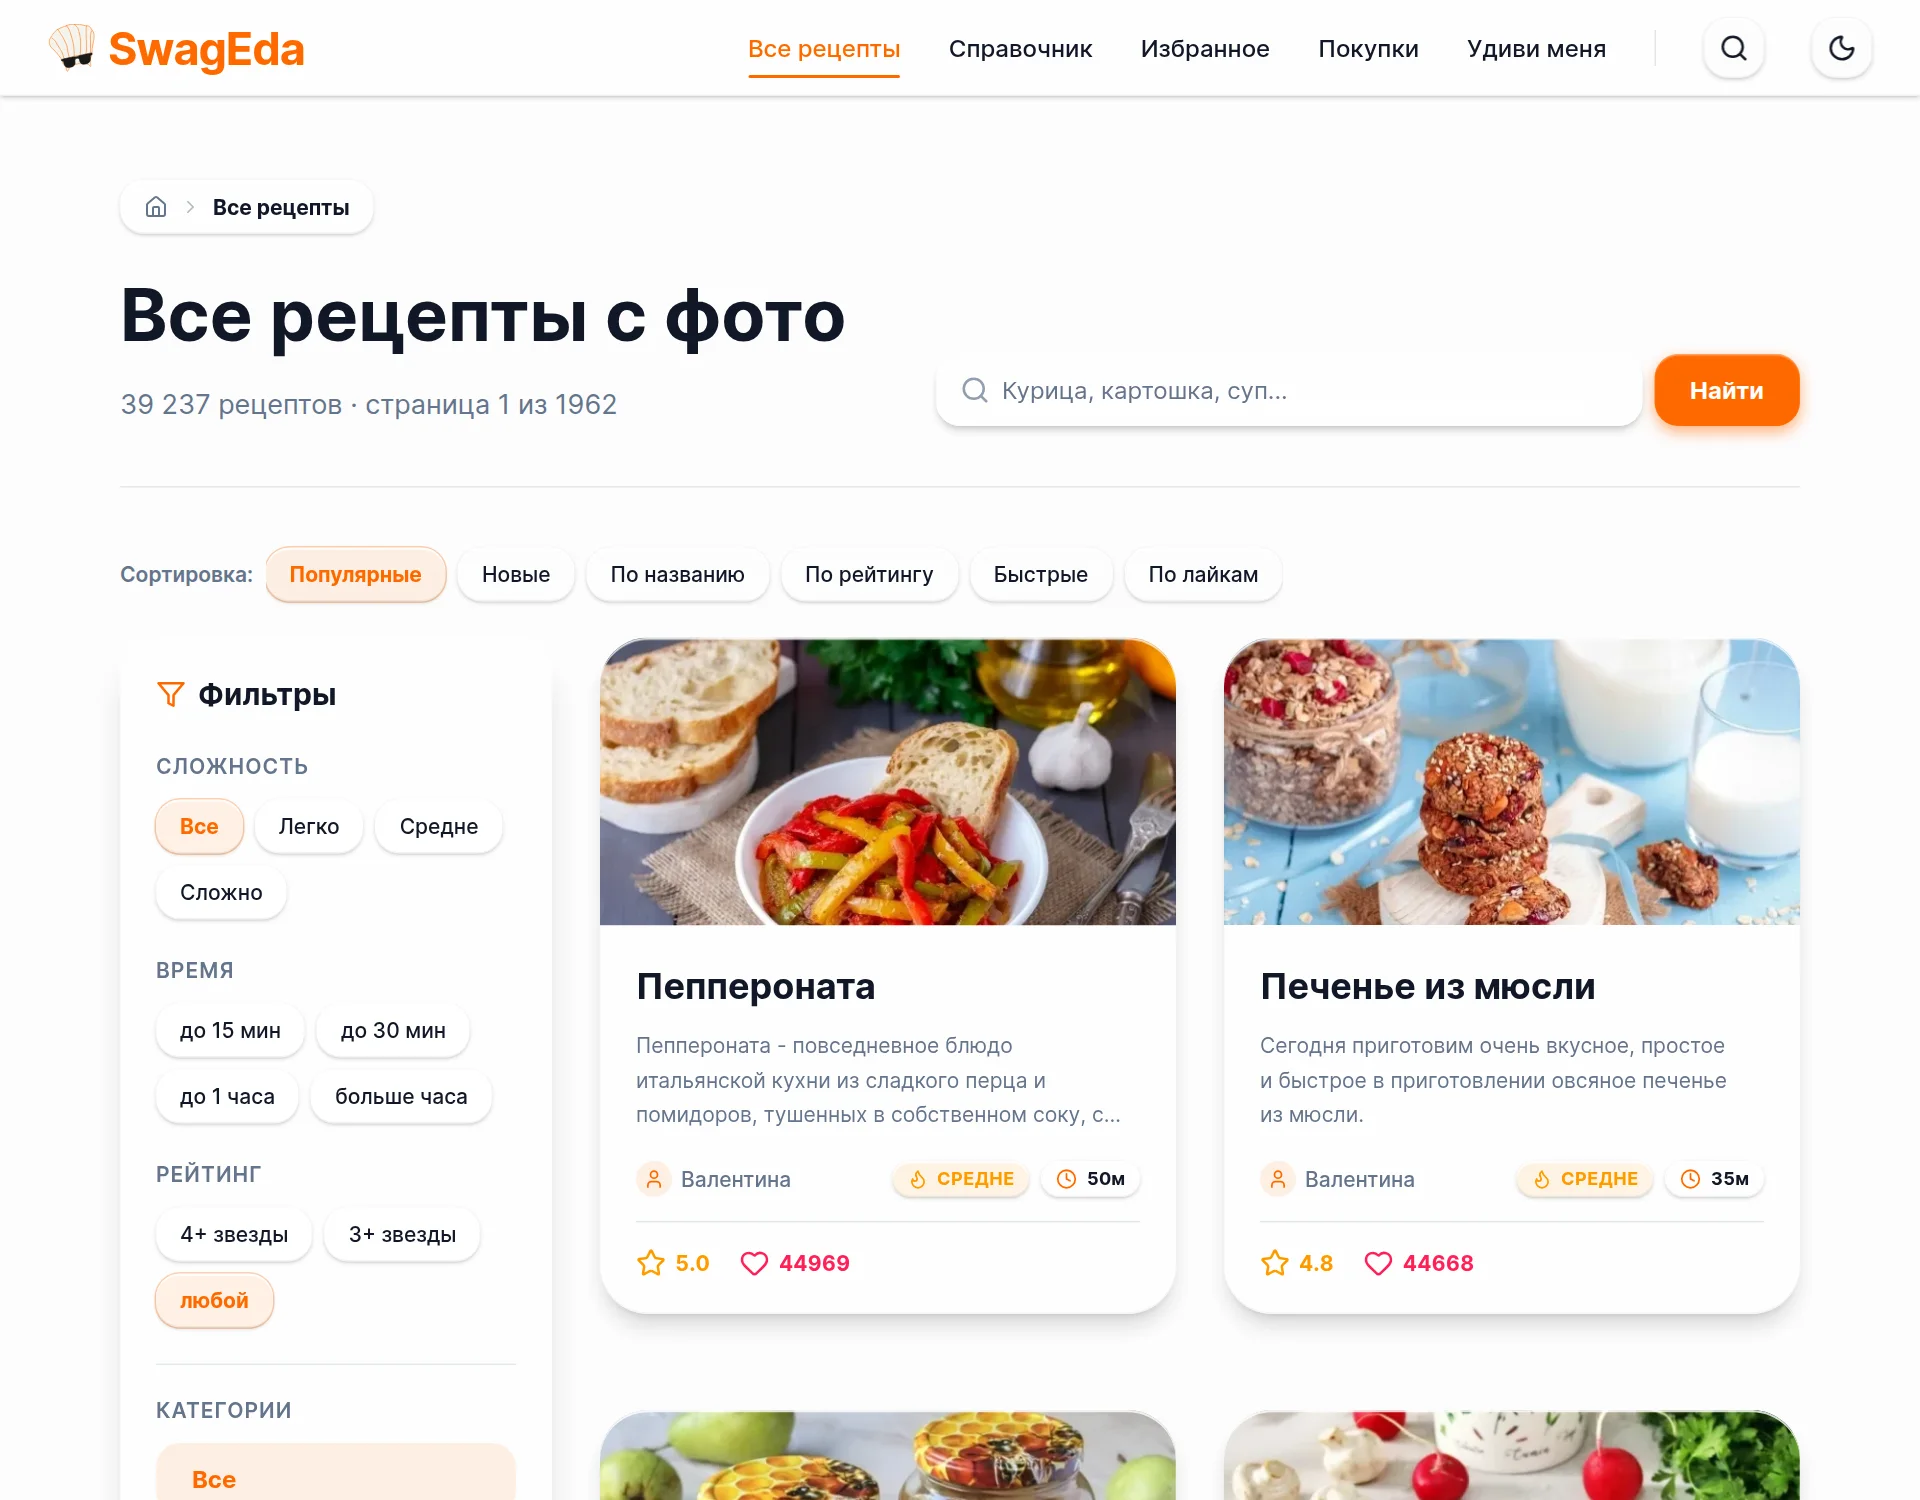 SwagEda
Все рецепты
Справочник
Избранное
Покупки
Удиви меня
Все рецепты
Все рецепты с фото
39 237 рецептов · страница 1 из 1962
Курица, картошка, суп...
Найти
Сортировка:
Популярные
Новые
По названию
По рейтингу
Быстрые
По лайкам
Фильтры
СЛОЖНОСТЬ
Все
Легко
Средне
Сложно
ВРЕМЯ
до 15 мин
до 30 мин
до 1 часа
больше часа
РЕЙТИНГ
4+ звезды
3+ звезды
любой
КАТЕГОРИИ
Все
Пеппероната
Пеппероната - повседневное блюдо
итальянской кухни из сладкого перца и
помидоров, тушенных в собственном соку, с...
Валентина
СРЕДНЕ
50м
5.0
44969
Печенье из мюсли
Сегодня приготовим очень вкусное, простое
и быстрое в приготовлении овсяное печенье
из мюсли.
Валентина
СРЕДНЕ
35м
4.8
44668